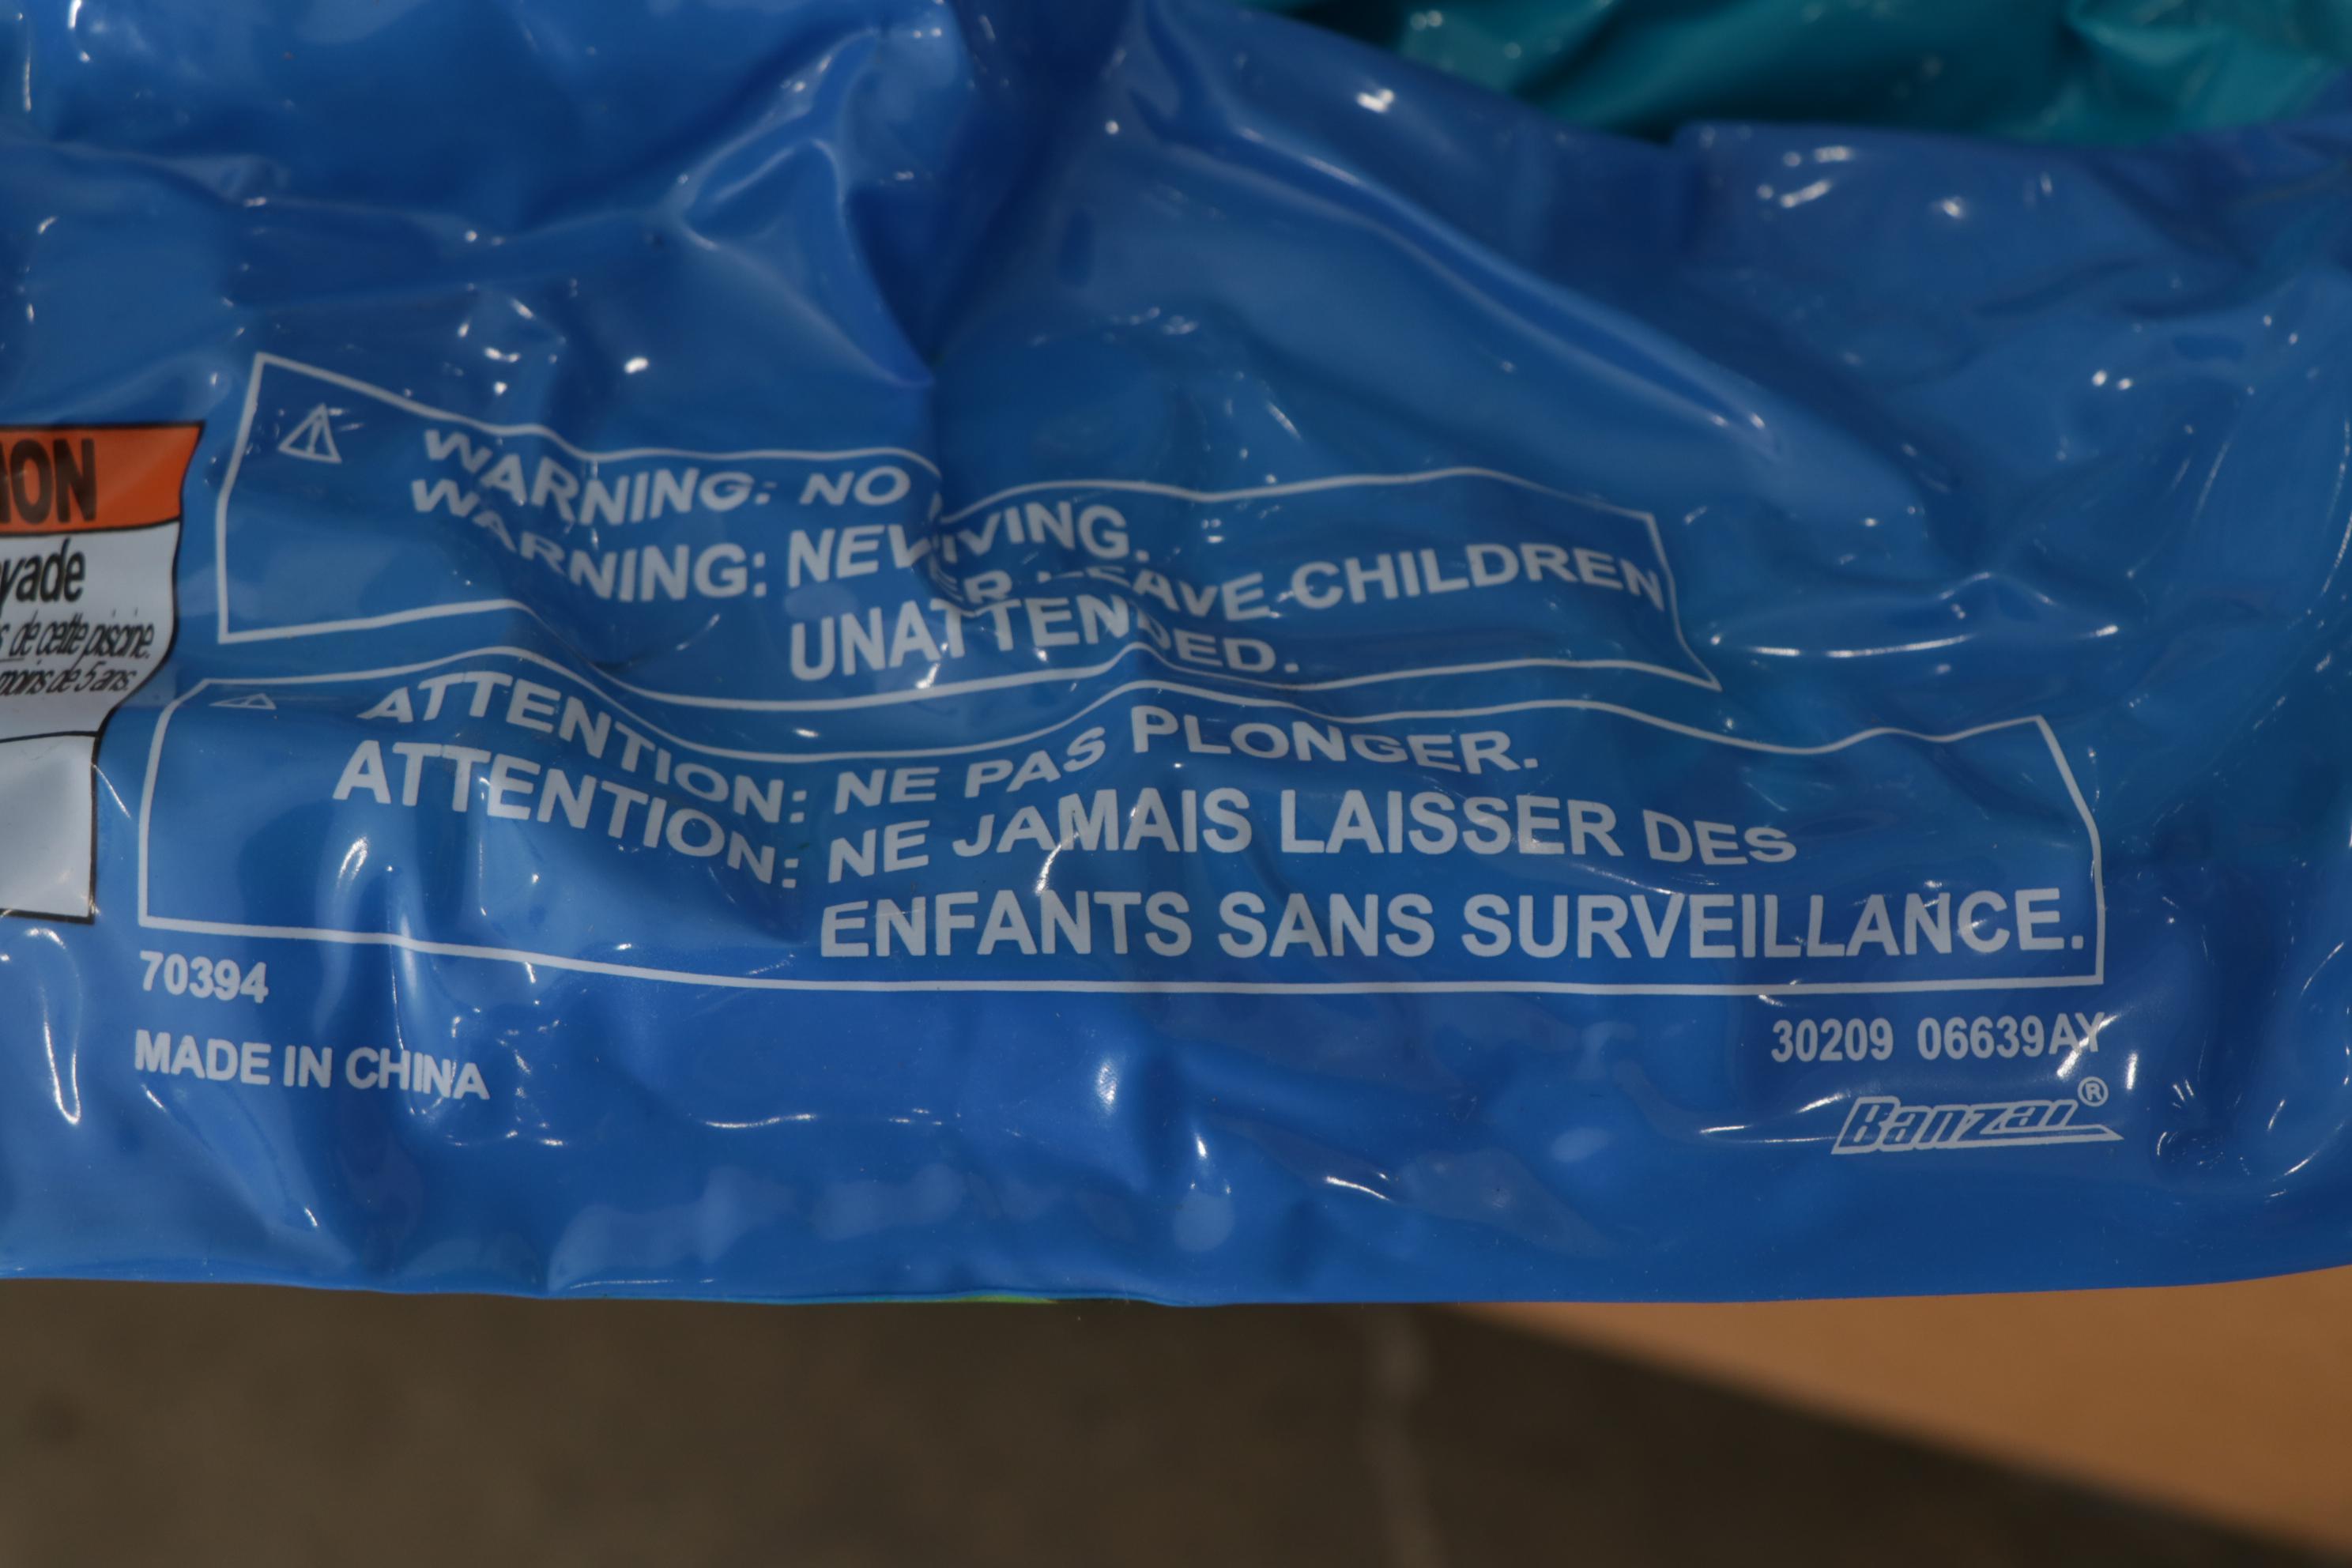 ION
yade
de cette piscine.
moins de 5 ans.
WARNING: NO DIVING.
WARNING: NEVER LEAVE CHILDREN
UNATTENDED.
ATTENTION: NE PAS PLONGER.
ATTENTION: NE JAMAIS LAISSER DES
ENFANTS SANS SURVEILLANCE.
70394
MADE IN CHINA
30209 06639AY
Banzai®